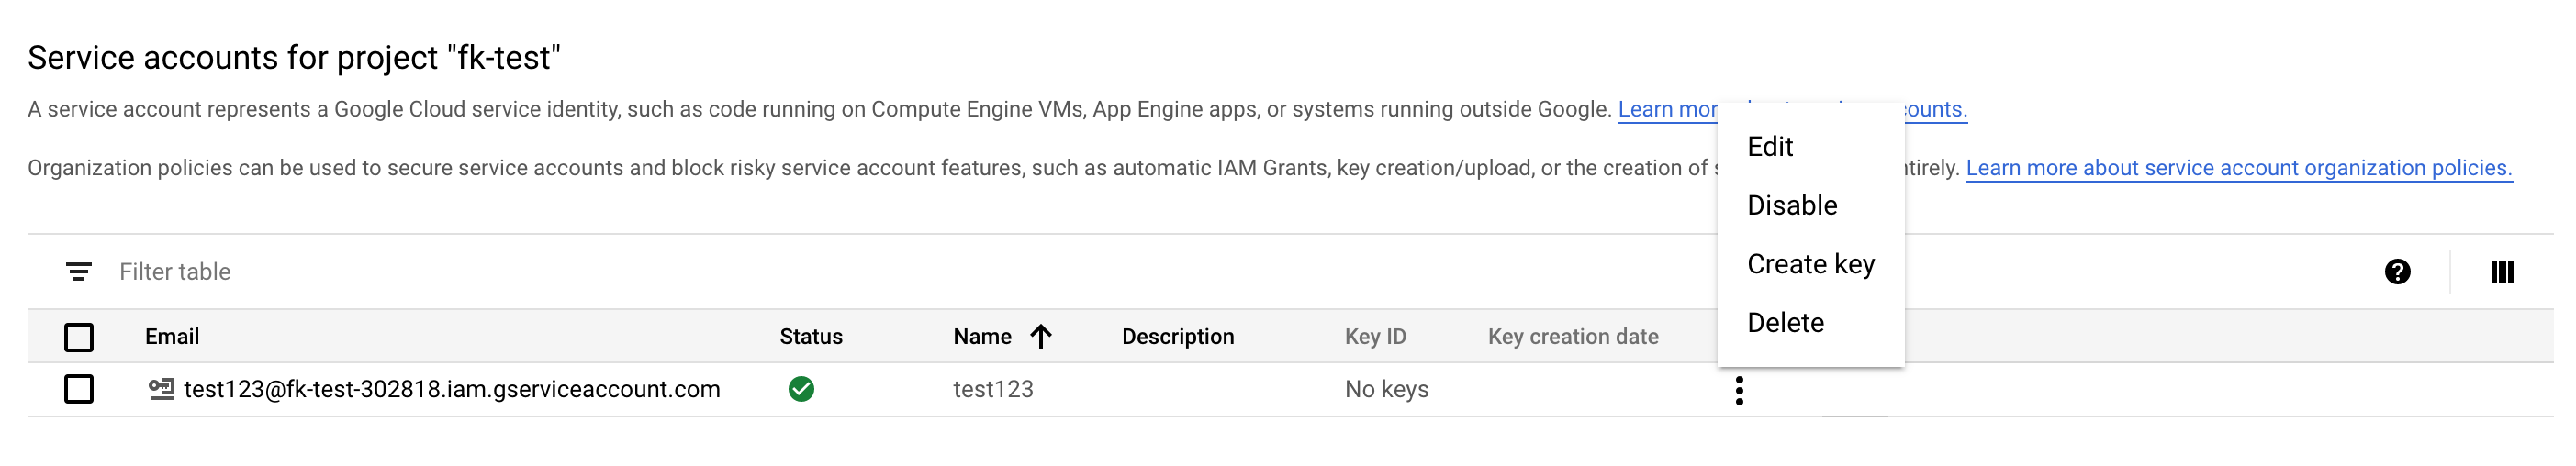 Service accounts for project "fk-test"
A service account represents a Google Cloud service identity, such as code running on Compute Engine VMs, App Engine apps, or systems running outside Google. Learn mor ounts.
Organization policies can be used to secure service accounts and block risky service account features, such as automatic IAM Grants, key creation/upload, or the creation of s tirely. Learn more about service account organization policies.
Edit
Disable
Create key
Delete
Filter table
Email Status Name Description Key ID Key creation date
test123@fk-test-302818.iam.gserviceaccount.com test123 No keys